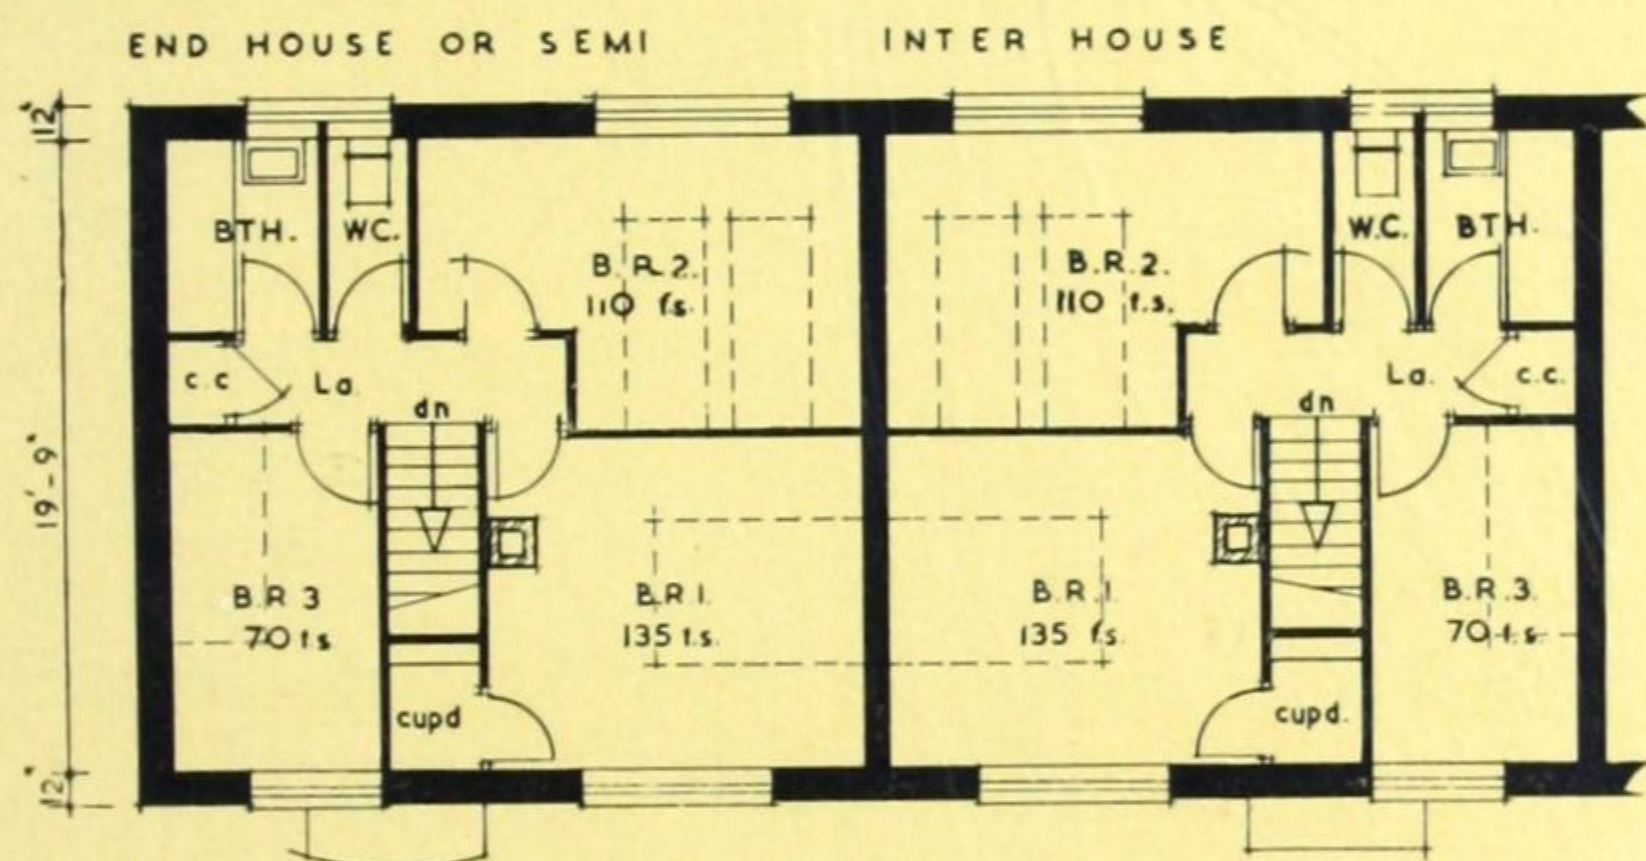 END HOUSE OR SEMI
INTER HOUSE
12"
19'-9"
12"
BTH.
WC.
B.R.2.
110 f.s.
c.c
La.
dn
B.R 3
70 f.s
B.R 1.
135 f.s.
cupd
B.R.2.
110 f.s.
W.C.
BTH.
La.
c.c.
dn
B.R.1.
135 f.s.
B.R.3.
70 f.s.
cupd.